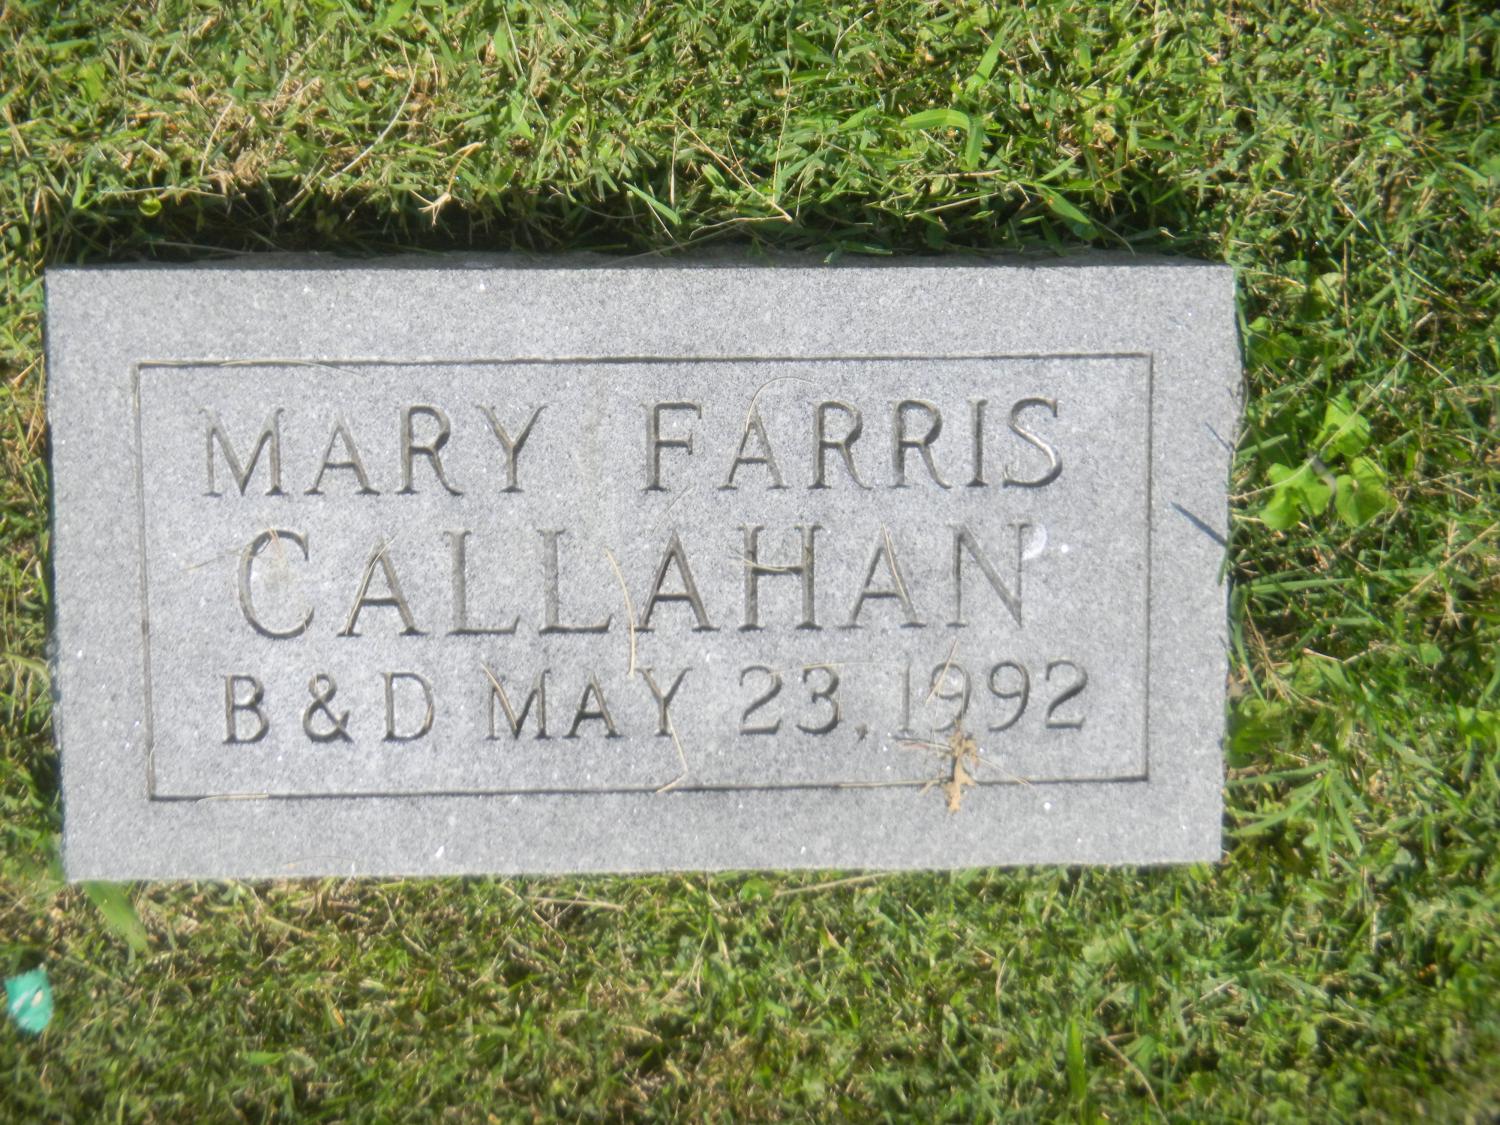 MARY FARRIS
CALLAHAN
B & D MAY 23, 1992